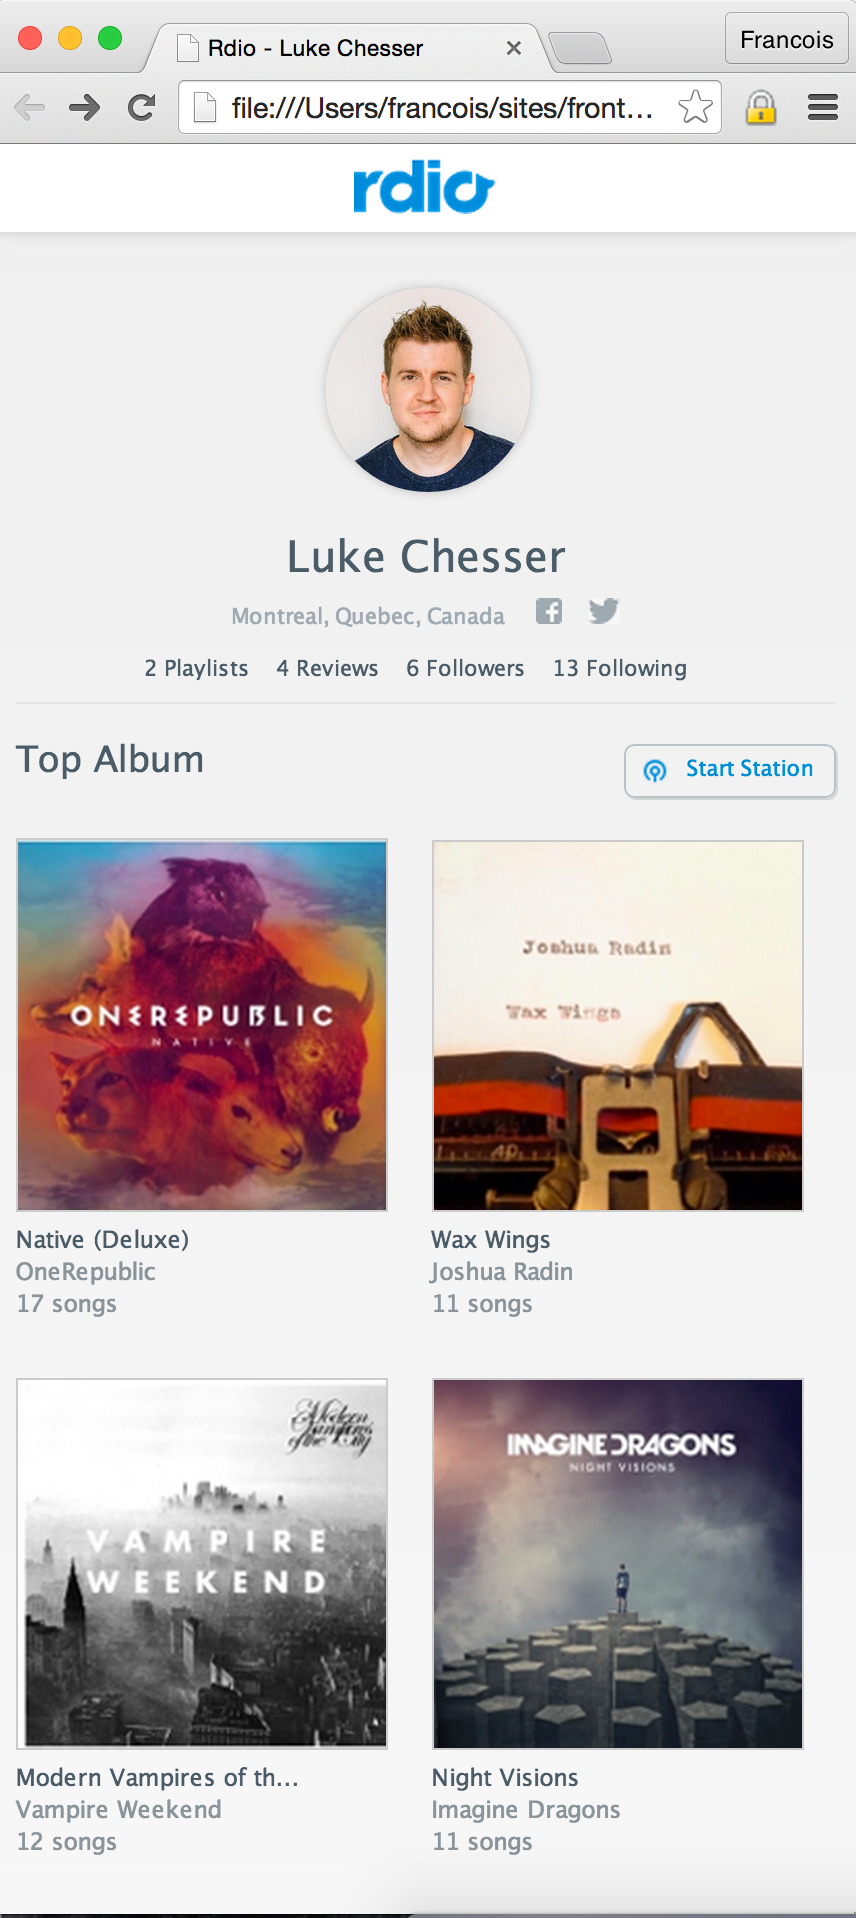 Rdio - Luke Chesser
Francois
file:///Users/francois/sites/front...
rdio
Luke Chesser
Montreal, Quebec, Canada
2 Playlists 4 Reviews 6 Followers 13 Following
Top Album
Start Station
ONEREPUBLIC
NATIVE
Joshua Radin
Wax Wings
Native (Deluxe)
OneRepublic
17 songs
Wax Wings
Joshua Radin
11 songs
Modern
Vampires
of the City
VAMPIRE
WEEKEND
IMAGINE DRAGONS
NIGHT VISIONS
Modern Vampires of th...
Vampire Weekend
12 songs
Night Visions
Imagine Dragons
11 songs